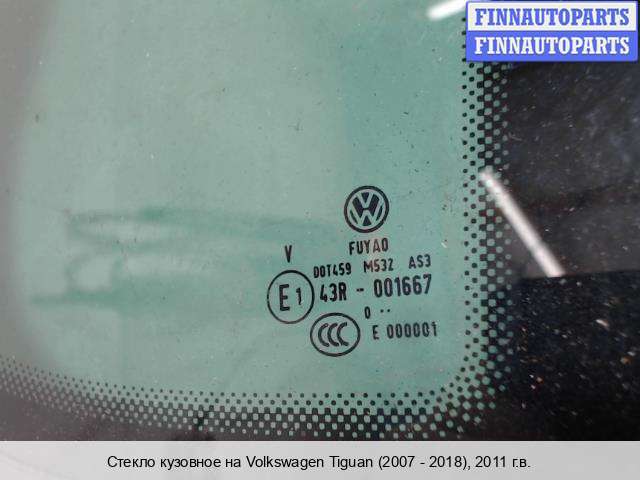 FINNAUTOPARTS
FINNAUTOPARTS
FUYAO
V
DOT459 M532 AS3
E1 43R - 001667
0 ··
CCC E 000001
Стекло кузовное на Volkswagen Tiguan (2007 - 2018), 2011 г.в.